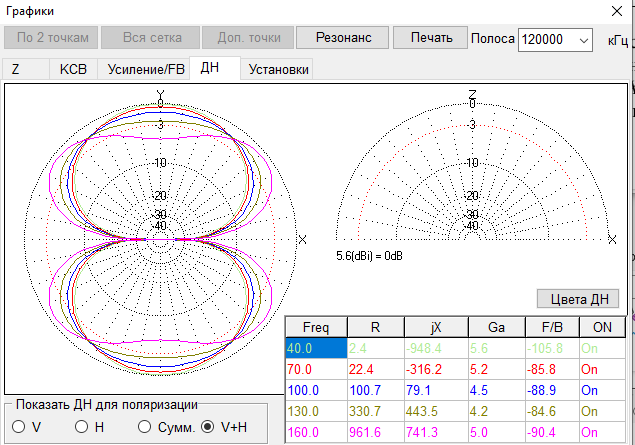 Графики
По 2 точкам Вся сетка Доп. точки Резонанс Печать Полоса 120000 кГц
Z КСВ Усиление/FB ДН Установки
Y Z
0 0
-3 -3
-10 -10
-20 -20
-30 -30
-40 -40
X X
5.6(dBi) = 0dB
Цвета ДН
Freq R jX Ga F/B ON
40.0 2.4 -948.4 5.6 -105.8 On
70.0 22.4 -316.2 5.2 -85.8 On
100.0 100.7 79.1 4.5 -88.9 On
130.0 330.7 443.5 4.2 -84.6 On
160.0 961.6 741.3 5.0 -90.4 On
Показать ДН для поляризации
V H Сумм. V+H